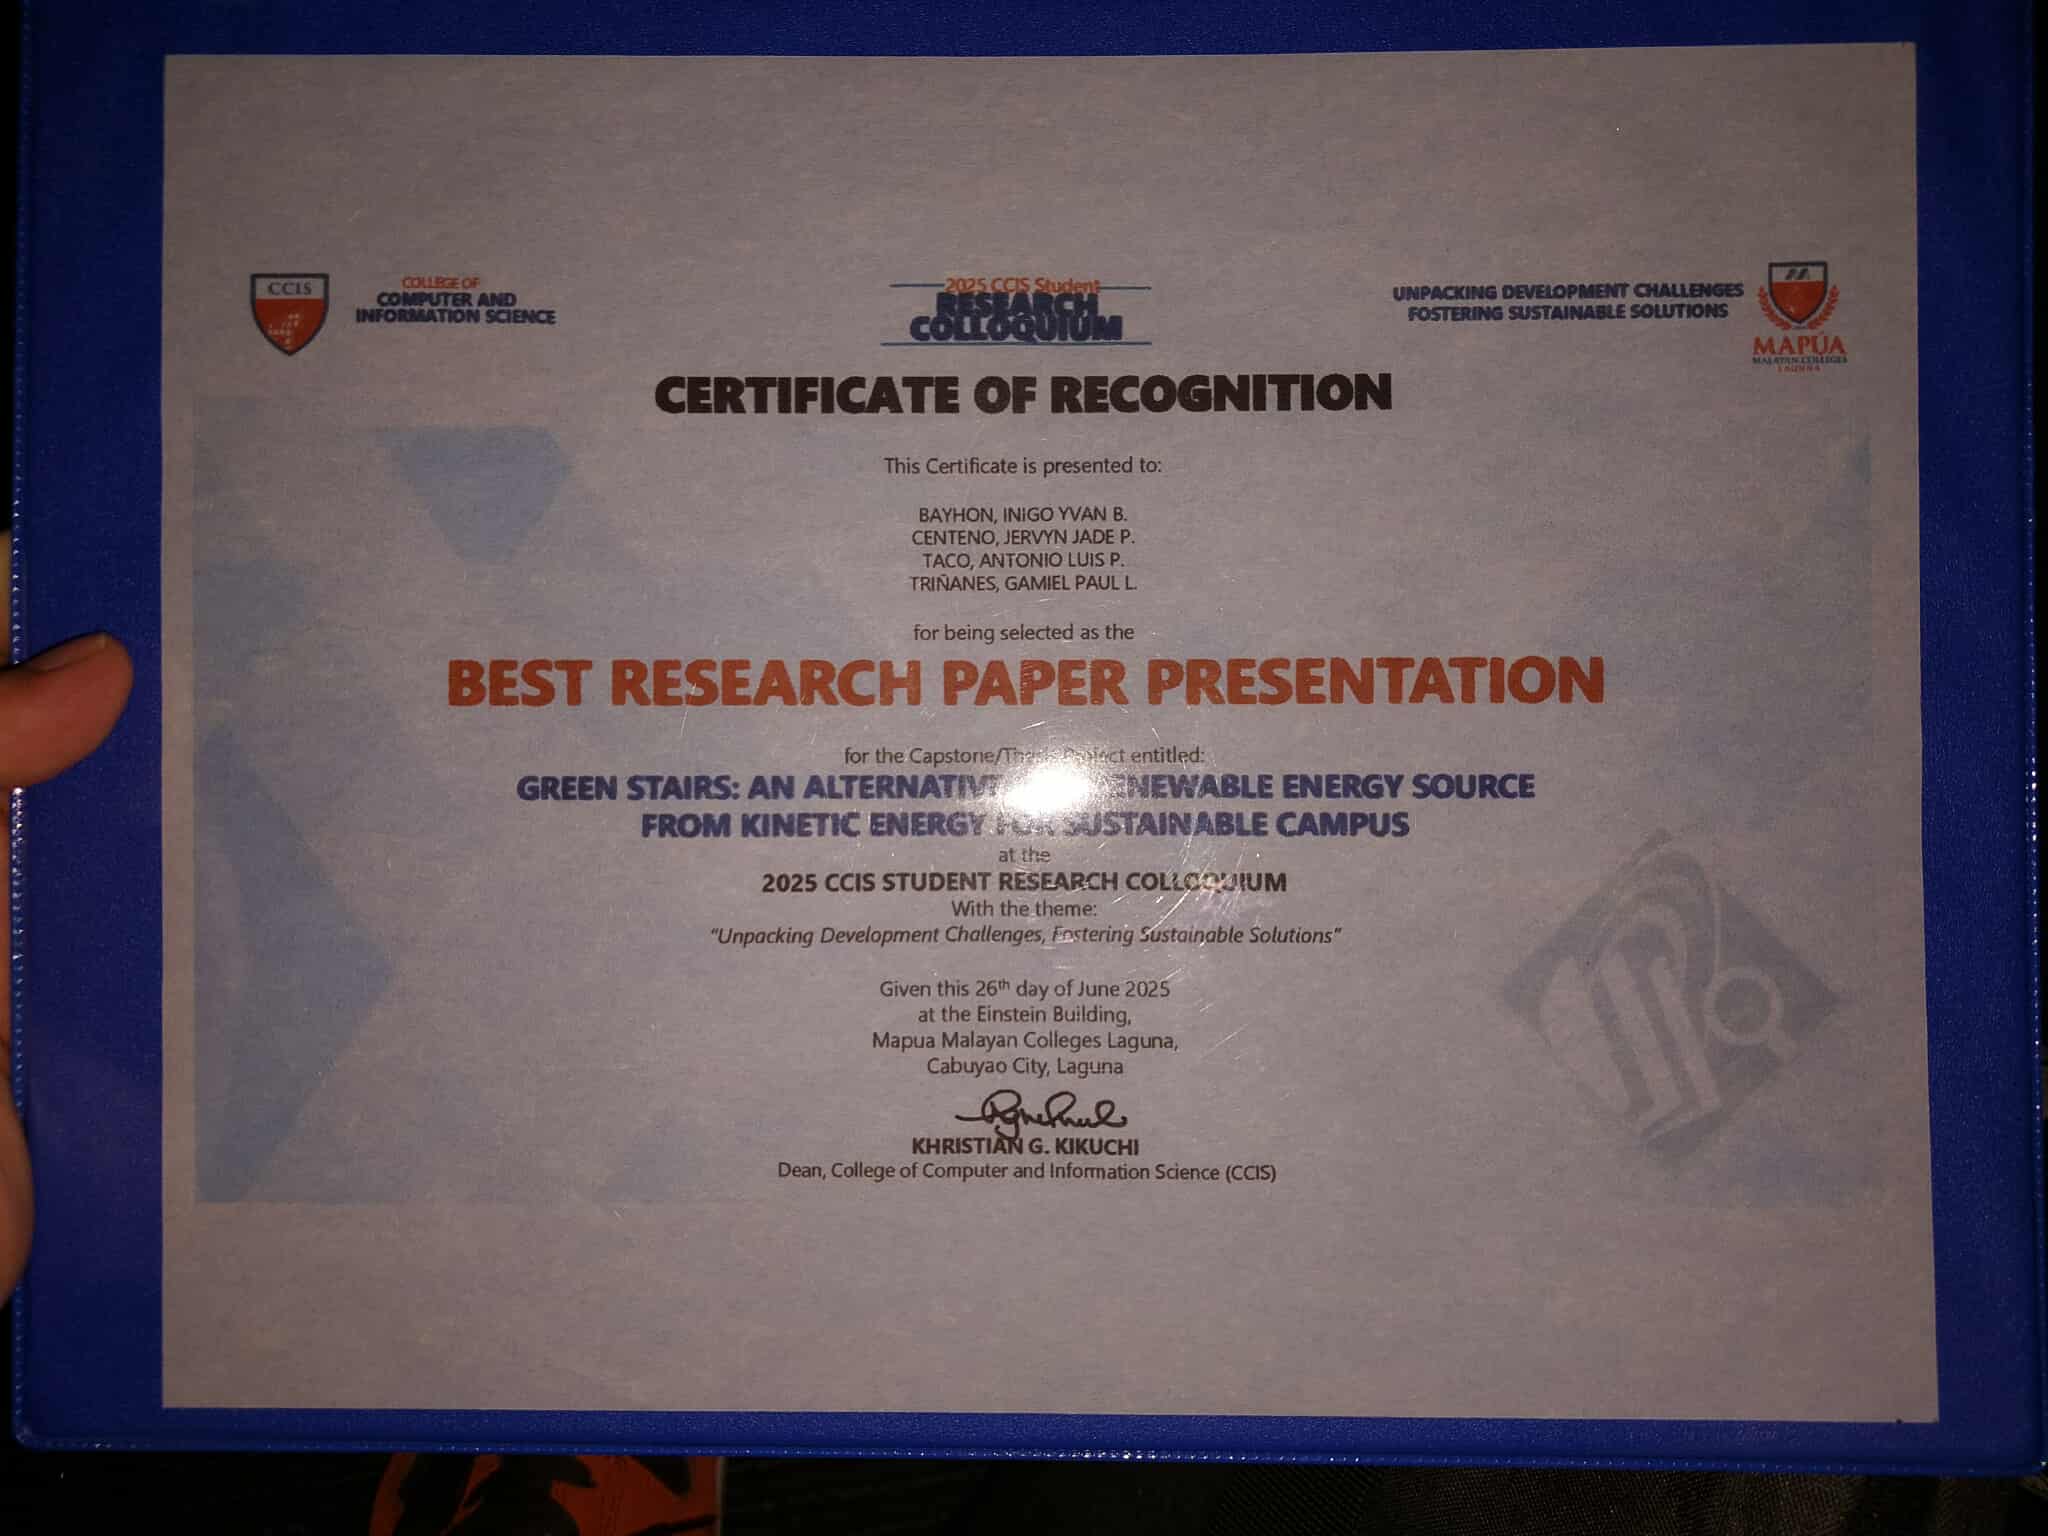 CCIS
COLLEGE OF
COMPUTER AND
INFORMATION SCIENCE
2025 CCIS Student
RESEARCH
COLLOQUIUM
UNPACKING DEVELOPMENT CHALLENGES
FOSTERING SUSTAINABLE SOLUTIONS
MAPÚA
MALAYAN COLLEGES
LAGUNA
CERTIFICATE OF RECOGNITION
This Certificate is presented to:
BAYHON, INIGO YVAN B.
CENTENO, JERVYN JADE P.
TACO, ANTONIO LUIS P.
TRIÑANES, GAMIEL PAUL L.
for being selected as the
BEST RESEARCH PAPER PRESENTATION
for the Capstone/Thesis Project entitled:
GREEN STAIRS: AN ALTERNATIVE RENEWABLE ENERGY SOURCE
FROM KINETIC ENERGY FOR SUSTAINABLE CAMPUS
at the
2025 CCIS STUDENT RESEARCH COLLOQUIUM
With the theme:
"Unpacking Development Challenges, Fostering Sustainable Solutions"
Given this 26th day of June 2025
at the Einstein Building,
Mapua Malayan Colleges Laguna,
Cabuyao City, Laguna
KHRISTIAN G. KIKUCHI
Dean, College of Computer and Information Science (CCIS)